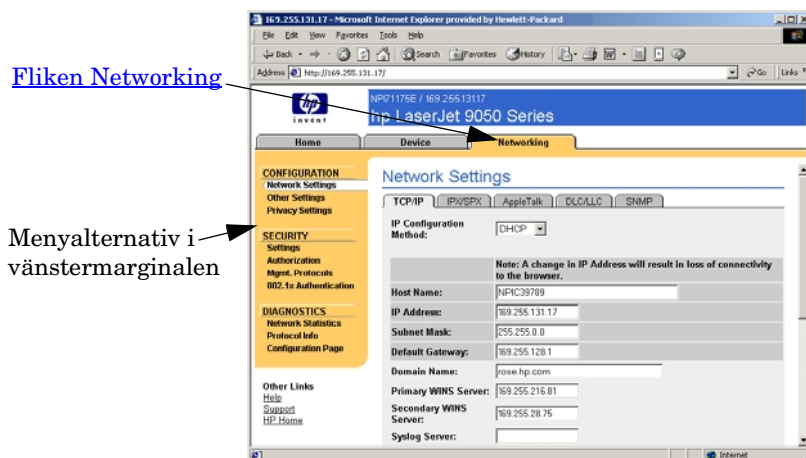 Fliken Networking
Menyalternativ i
vänstermarginalen
169.255.131.17 - Microsoft Internet Explorer provided by Hewlett-Packard
File Edit View Favorites Tools Help
Back Search Favorites History
Address http://169.255.131.17/ Go Links
hp
invent
NPI71175E / 169.255.131.17
hp LaserJet 9050 Series
Home Device Networking
CONFIGURATION
Network Settings
Other Settings
Privacy Settings
SECURITY
Settings
Authorization
Mgmt. Protocols
802.1x Authentication
DIAGNOSTICS
Network Statistics
Protocol Info
Configuration Page
Other Links
Help
Support
HP Home
Network Settings
TCP/IP IPX/SPX AppleTalk DLC/LLC SNMP
IP Configuration
Method: DHCP
Note: A change in IP Address will result in loss of connectivity
to the browser.
Host Name: NPIC39789
IP Address: 169.255.131.17
Subnet Mask: 255.255.0.0
Default Gateway: 169.255.128.1
Domain Name: rose.hp.com
Primary WINS Server: 169.255.216.81
Secondary WINS
Server: 169.255.28.75
Syslog Server:
Internet